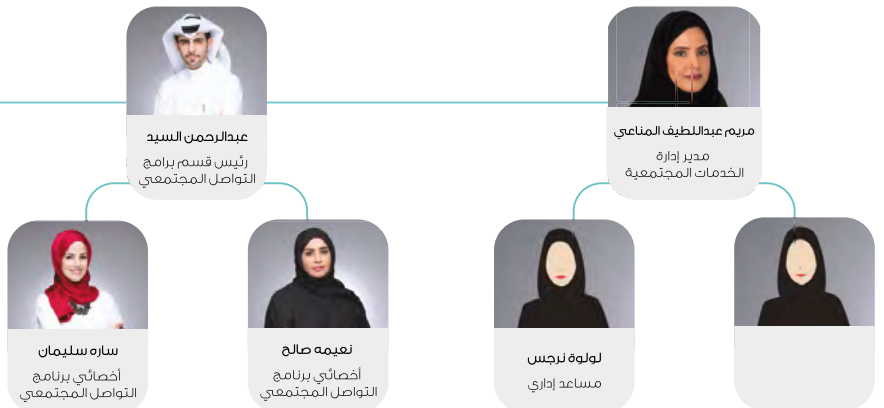 عبدالرحمن السيد
رئيس قسم برامج
التواصل المجتمعي
مريم عبداللطيف المناعي
مدير إدارة
الخدمات المجتمعية
ساره سليمان
أخصائي برنامج
التواصل المجتمعي
نعيمه صالح
أخصائي برنامج
التواصل المجتمعي
لولوة نرجس
مساعد إداري